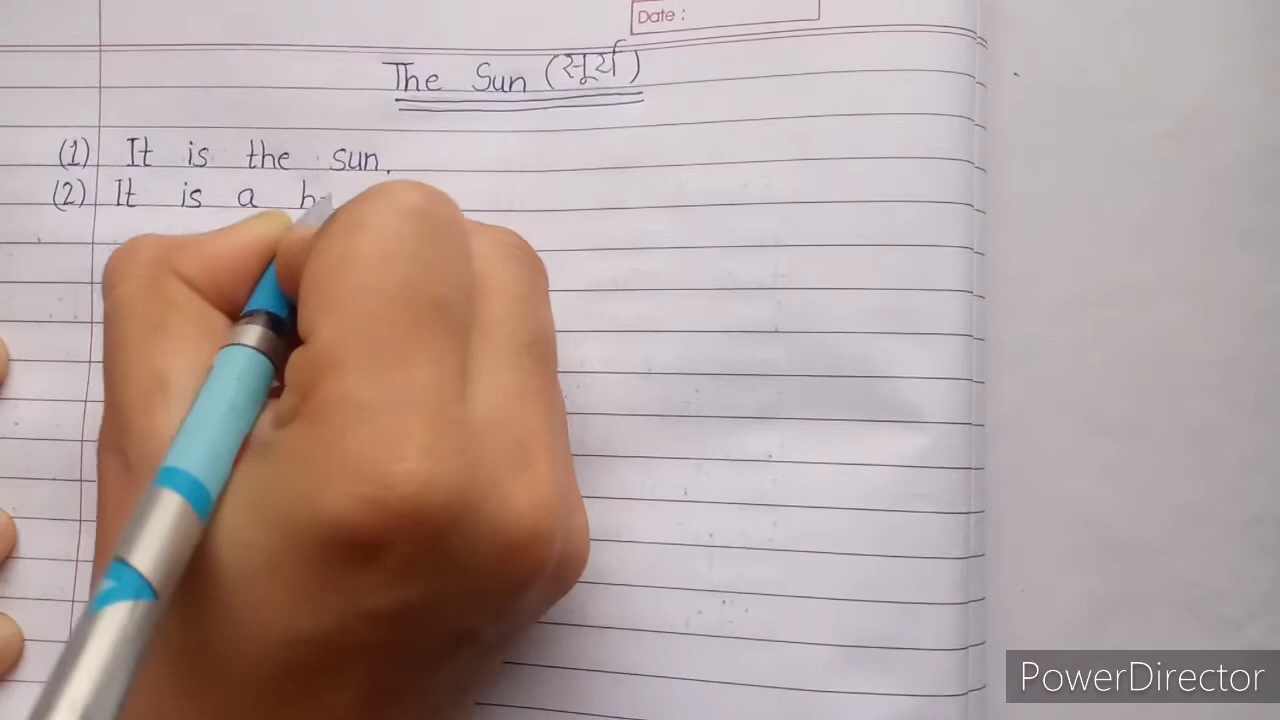 Date :
The Sun (सूर्य)
(1) It is the sun.
(2) It is a
PowerDirector